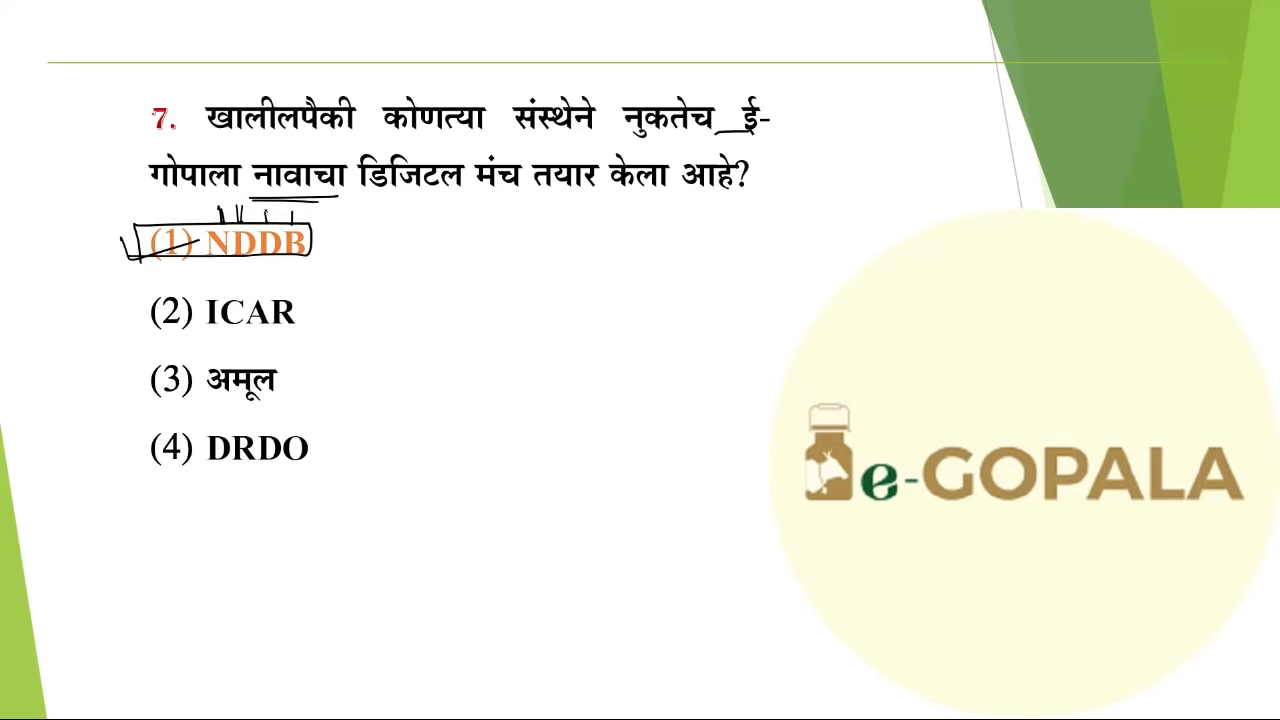 7. खालीलपैकी कोणत्या संस्थेने नुकतेच ई-
गोपाला नावाचा डिजिटल मंच तयार केला आहे?
(1) NDDB
(2) ICAR
(3) अमूल
(4) DRDO
e-GOPALA